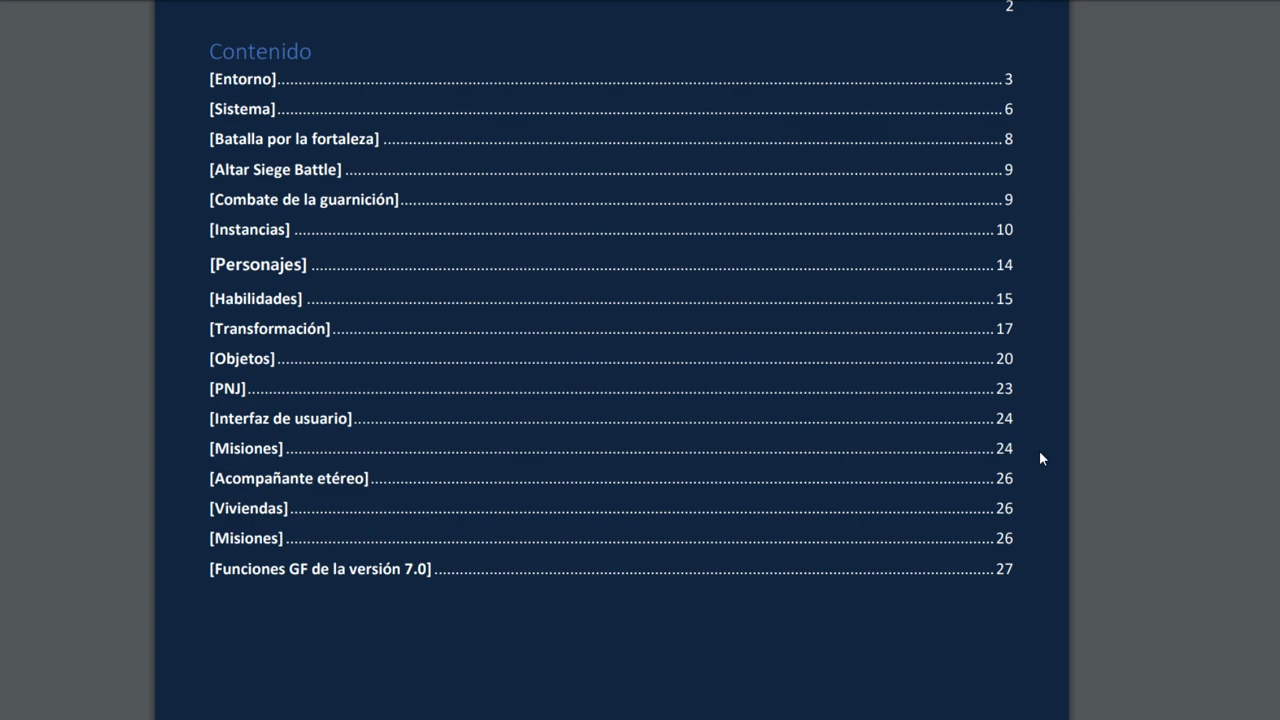 2
Contenido
[Entorno]........................................................ 3
[Sistema]........................................................ 6
[Batalla por la fortaleza] ........................................................ 8
[Altar Siege Battle] ........................................................ 9
[Combate de la guarnición]........................................................ 9
[Instancias] ........................................................ 10
[Personajes] ........................................................ 14
[Habilidades] ........................................................ 15
[Transformación]........................................................ 17
[Objetos]........................................................ 20
[PNJ]........................................................ 23
[Interfaz de usuario]........................................................ 24
[Misiones] ........................................................ 24
[Acompañante etéreo]........................................................ 26
[Viviendas]........................................................ 26
[Misiones] ........................................................ 26
[Funciones GF de la versión 7.0] ........................................................ 27